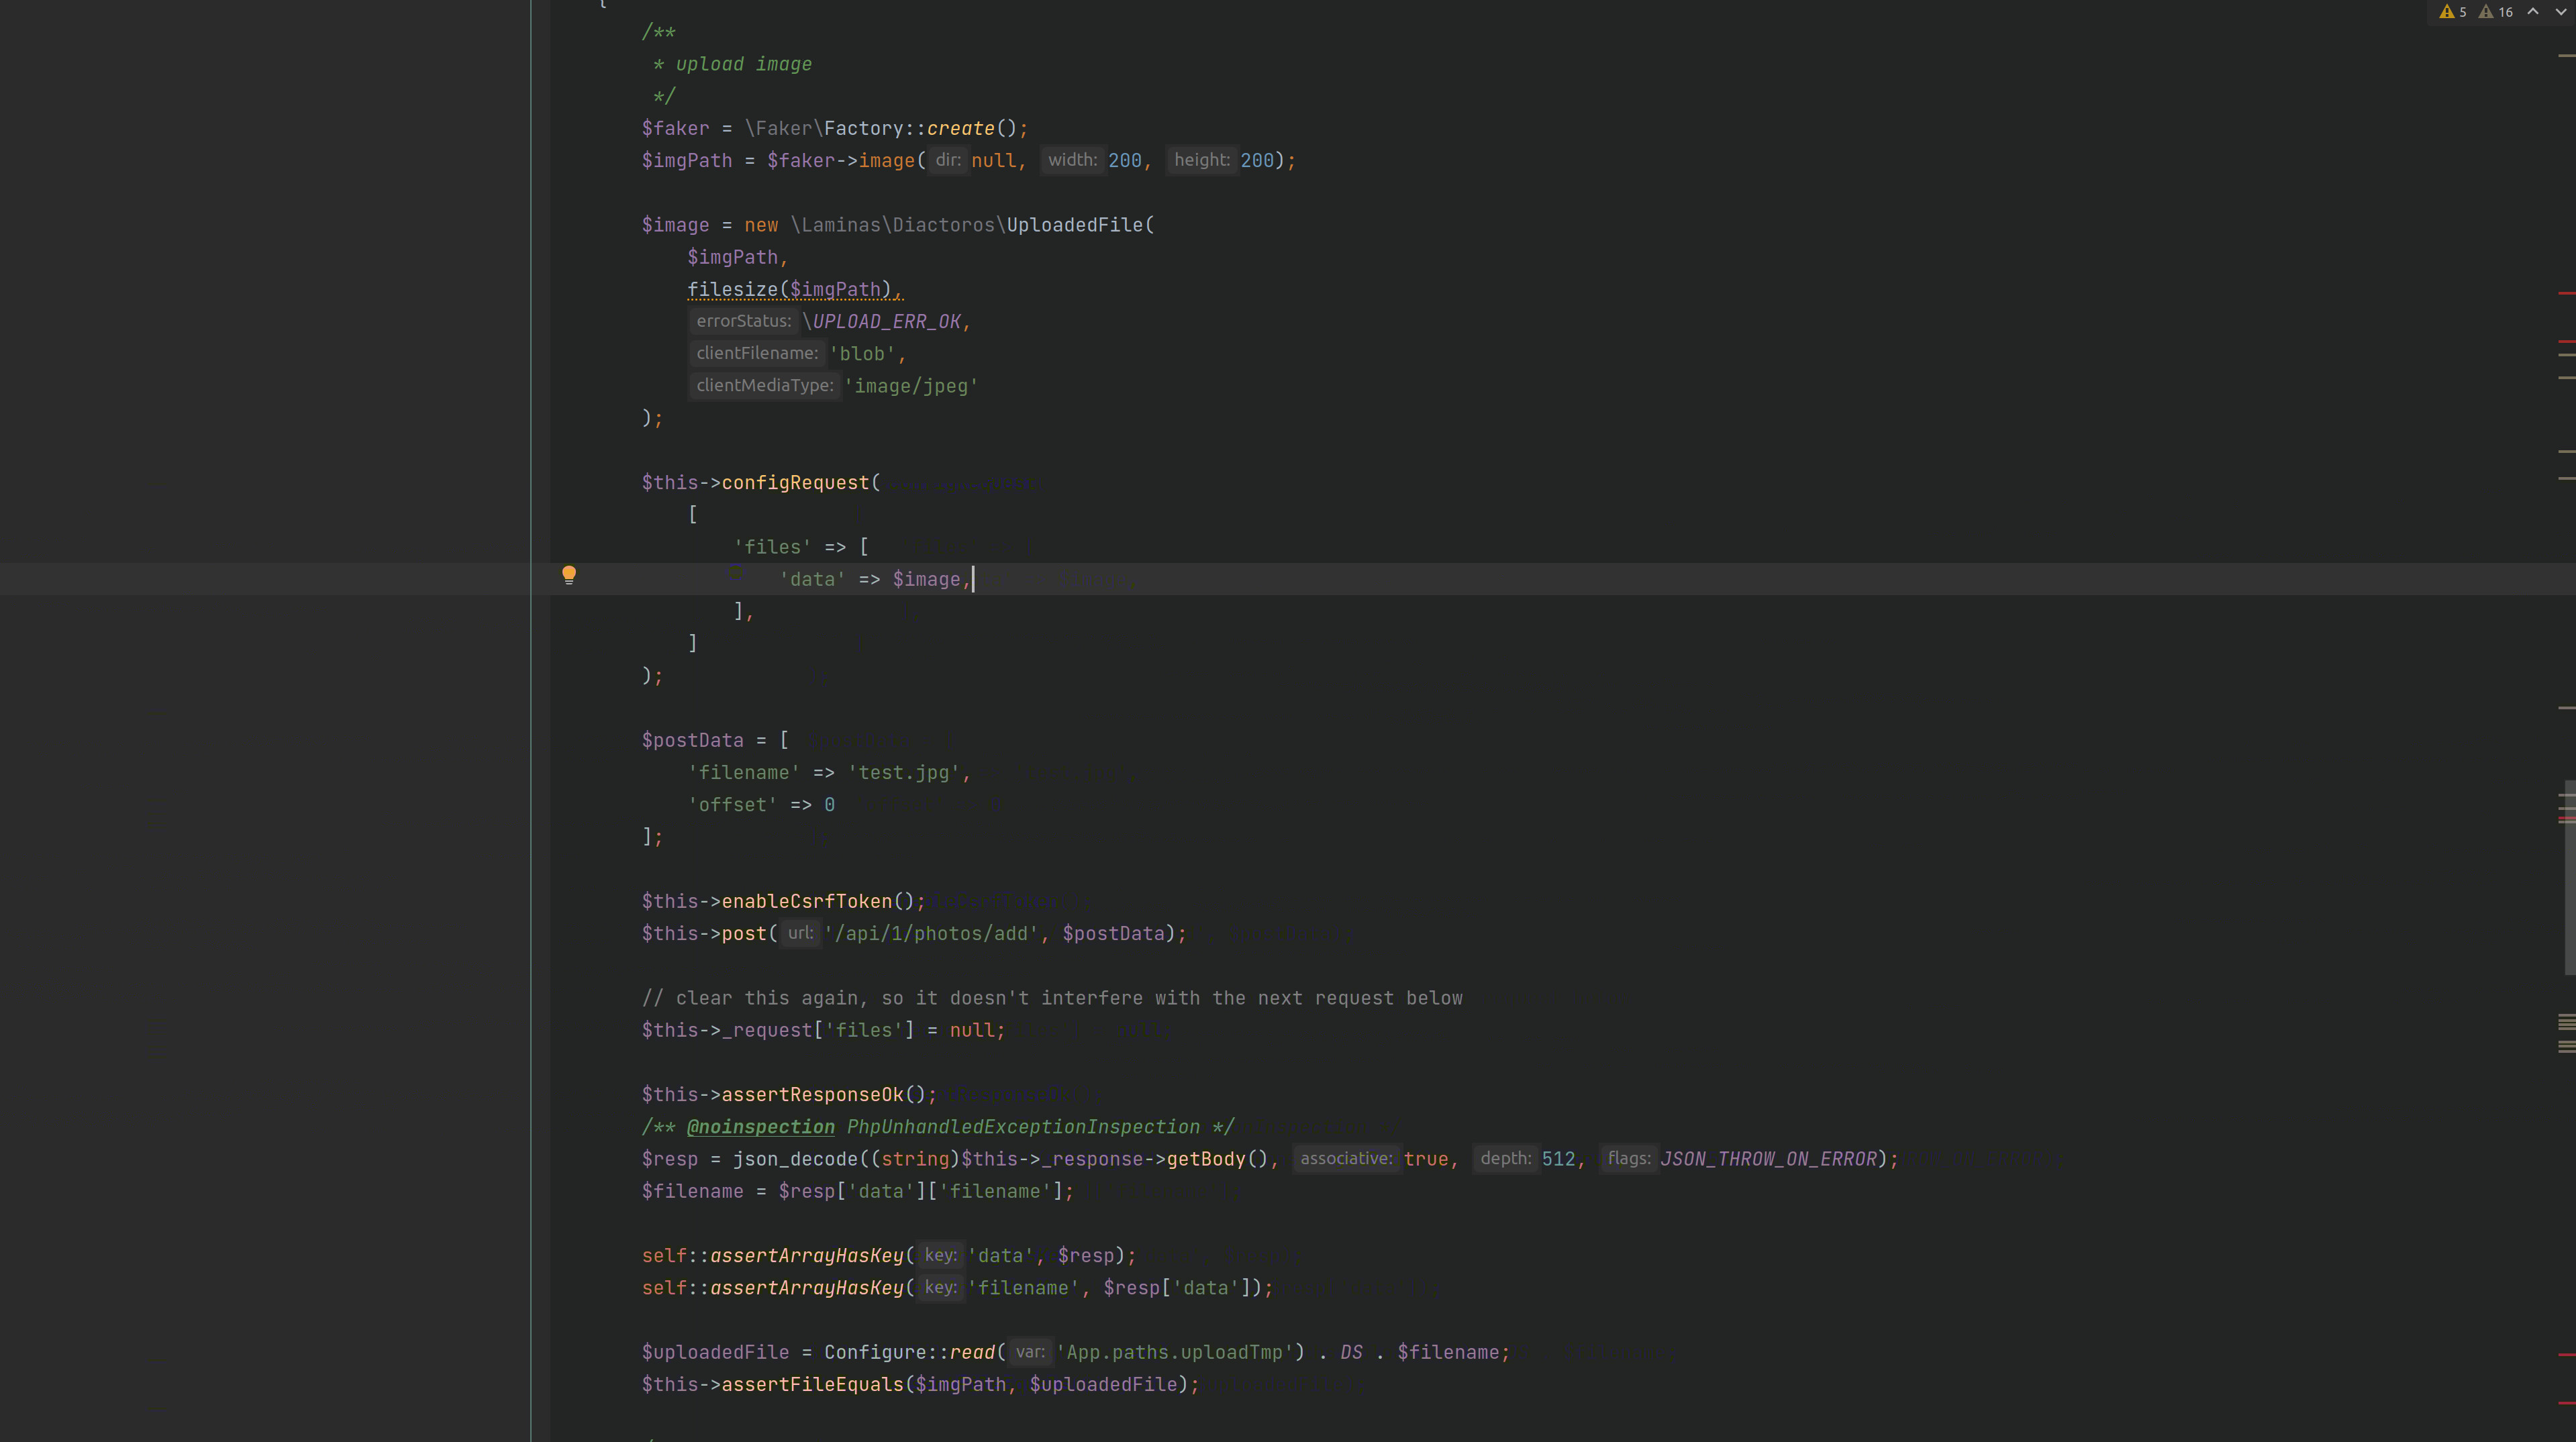 {
5 16
/**
* upload image
*/
$faker = \Faker\Factory::create();
$imgPath = $faker->image( dir: null, width: 200, height: 200);
$image = new \Laminas\Diactoros\UploadedFile(
$imgPath,
filesize($imgPath),
errorStatus: \UPLOAD_ERR_OK,
clientFilename: 'blob',
clientMediaType: 'image/jpeg'
);
$this->configRequest(
[
'files' => [
'data' => $image,
],
]
);
$postData = [
'filename' => 'test.jpg',
'offset' => 0
];
$this->enableCsrfToken();
$this->post( url: '/api/1/photos/add', $postData);
// clear this again, so it doesn't interfere with the next request below
$this->_request['files'] = null;
$this->assertResponseOk();
/** @noinspection PhpUnhandledExceptionInspection */
$resp = json_decode((string)$this->_response->getBody(), associative: true, depth: 512, flags: JSON_THROW_ON_ERROR);
$filename = $resp['data']['filename'];
self::assertArrayHasKey( key: 'data', $resp);
self::assertArrayHasKey( key: 'filename', $resp['data']);
$uploadedFile = Configure::read( var: 'App.paths.uploadTmp') . DS . $filename;
$this->assertFileEquals($imgPath, $uploadedFile);